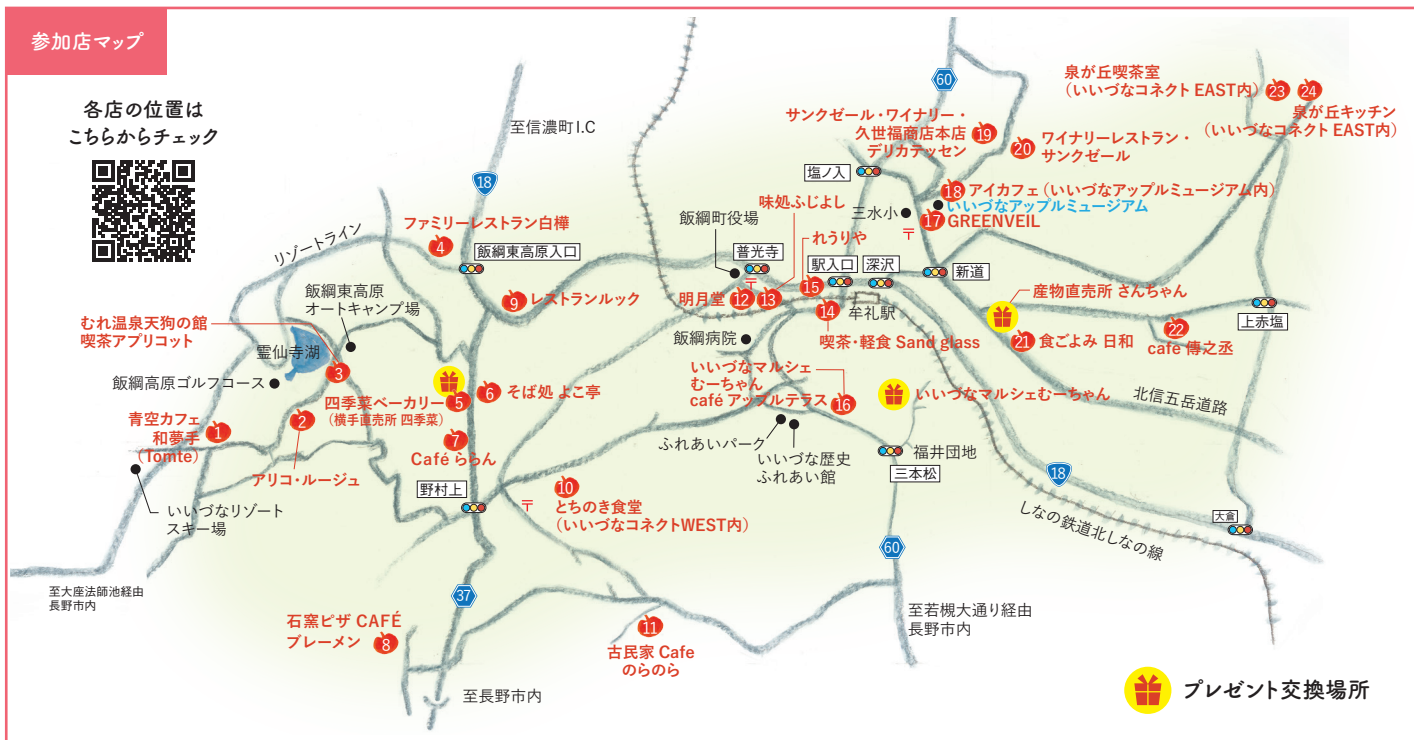 参加店マップ
各店の位置は
こちらからチェック
至信濃町I.C
18
リゾートライン
ファミリーレストラン白樺
4
飯綱東高原入口
9
レストランルック
飯綱東高原
オートキャンプ場
むれ温泉天狗の館
喫茶アプリコット
霊仙寺湖
3
飯綱高原ゴルフコース
青空カフェ
和夢手
(Tomte)
1
2
アリコ・ルージュ
いいづなリゾート
スキー場
至大座法師池経由
長野市内
四季菜ベーカリー
(横手直売所 四季菜)
5
6
そば処 よこ亭
7
Café ららん
野村上
〒
10
とちのき食堂
(いいづなコネクトWEST内)
37
石窯ピザ CAFÉ
ブレーメン
8
至長野市内
11
古民家 Cafe
のらのら
飯綱町役場
普光寺
〒
明月堂
12
13
味処ふじよし
れうりや
15
駅入口
深沢
14
牟礼駅
喫茶・軽食 Sand glass
飯綱病院
いいづなマルシェ
むーちゃん
café アップルテラス
16
いいづなマルシェむーちゃん
ふれあいパーク
いいづな歴史
ふれあい館
福井団地
三本松
60
至若槻大通り経由
長野市内
60
サンクゼール・ワイナリー・
久世福商店本店
デリカテッセン
19
20
ワイナリーレストラン・
サンクゼール
塩ノ入
三水小
〒
18
アイカフェ(いいづなアップルミュージアム内)
いいづなアップルミュージアム
17
GREENVEIL
新道
泉が丘喫茶室
(いいづなコネクト EAST内)
23
24
泉が丘キッチン
(いいづなコネクト EAST内)
産物直売所 さんちゃん
21
食ごよみ 日和
22
cafe 傳之丞
上赤塩
北信五岳道路
18
しなの鉄道北しなの線
大倉
プレゼント交換場所